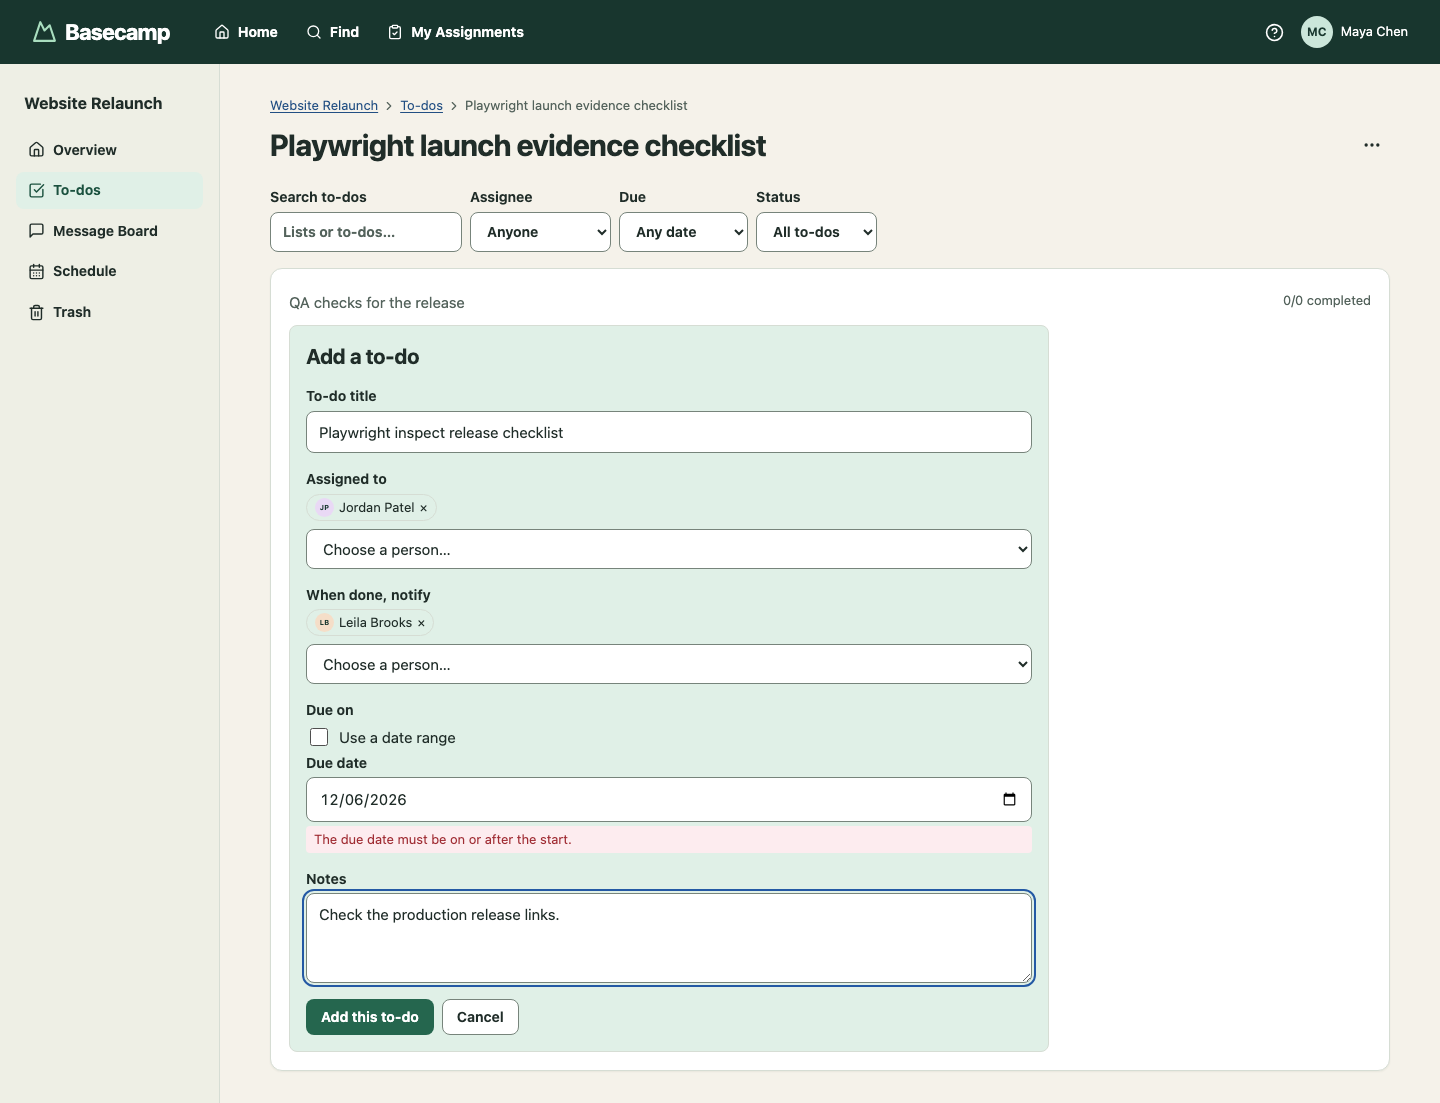 Basecamp
Home
Find
My Assignments
MC
Maya Chen
Website Relaunch
Overview
To-dos
Message Board
Schedule
Trash
Website Relaunch > To-dos > Playwright launch evidence checklist
Playwright launch evidence checklist
Search to-dos
Assignee
Due
Status
Lists or to-dos...
Anyone
Any date
All to-dos
QA checks for the release
0/0 completed
Add a to-do
To-do title
Playwright inspect release checklist
Assigned to
JP Jordan Patel ×
Choose a person...
When done, notify
LB Leila Brooks ×
Choose a person...
Due on
Use a date range
Due date
12/06/2026
The due date must be on or after the start.
Notes
Check the production release links.
Add this to-do
Cancel